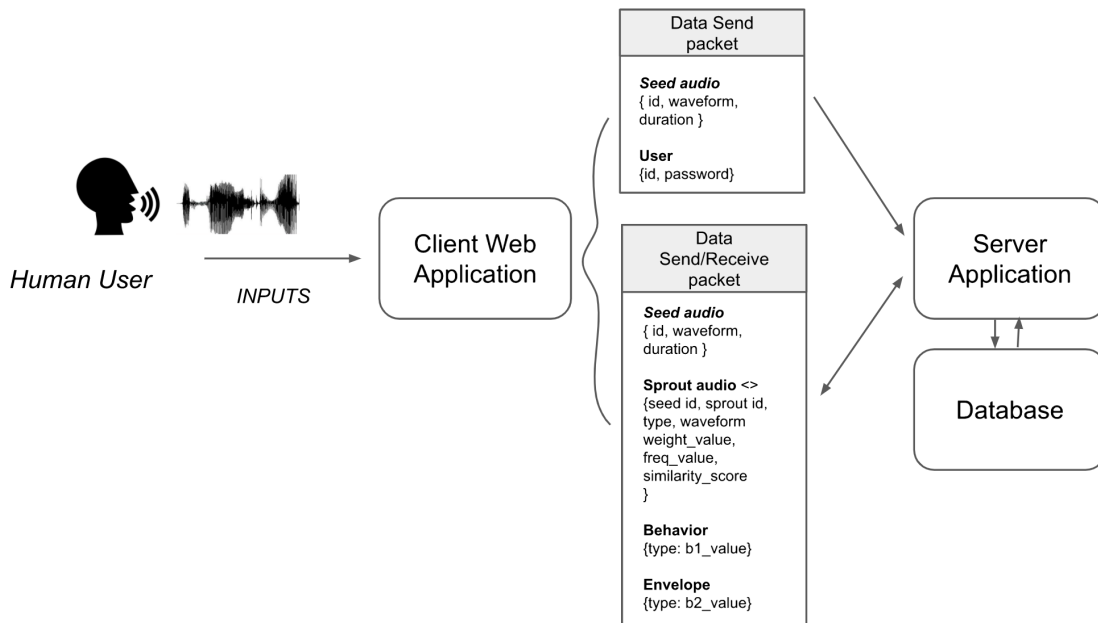 Human User
INPUTS
Client Web
Application
Data Send
packet
Seed audio
{ id, waveform,
duration }
User
{id, password}
Data
Send/Receive
packet
Seed audio
{ id, waveform,
duration }
Sprout audio <>
{seed id, sprout id,
type, waveform
weight_value,
freq_value,
similarity_score
}
Behavior
{type: b1_value}
Envelope
{type: b2_value}
Server
Application
Database